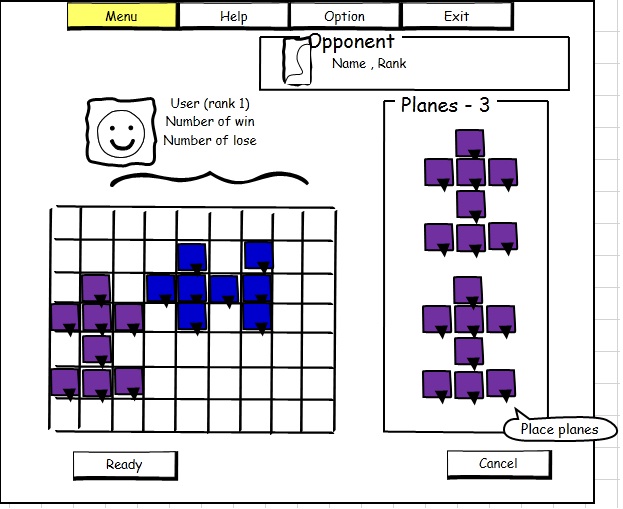 Menu
Help
Option
Exit
Opponent
Name , Rank
User (rank 1)
Number of win
Number of lose
Planes - 3
Place planes
Ready
Cancel